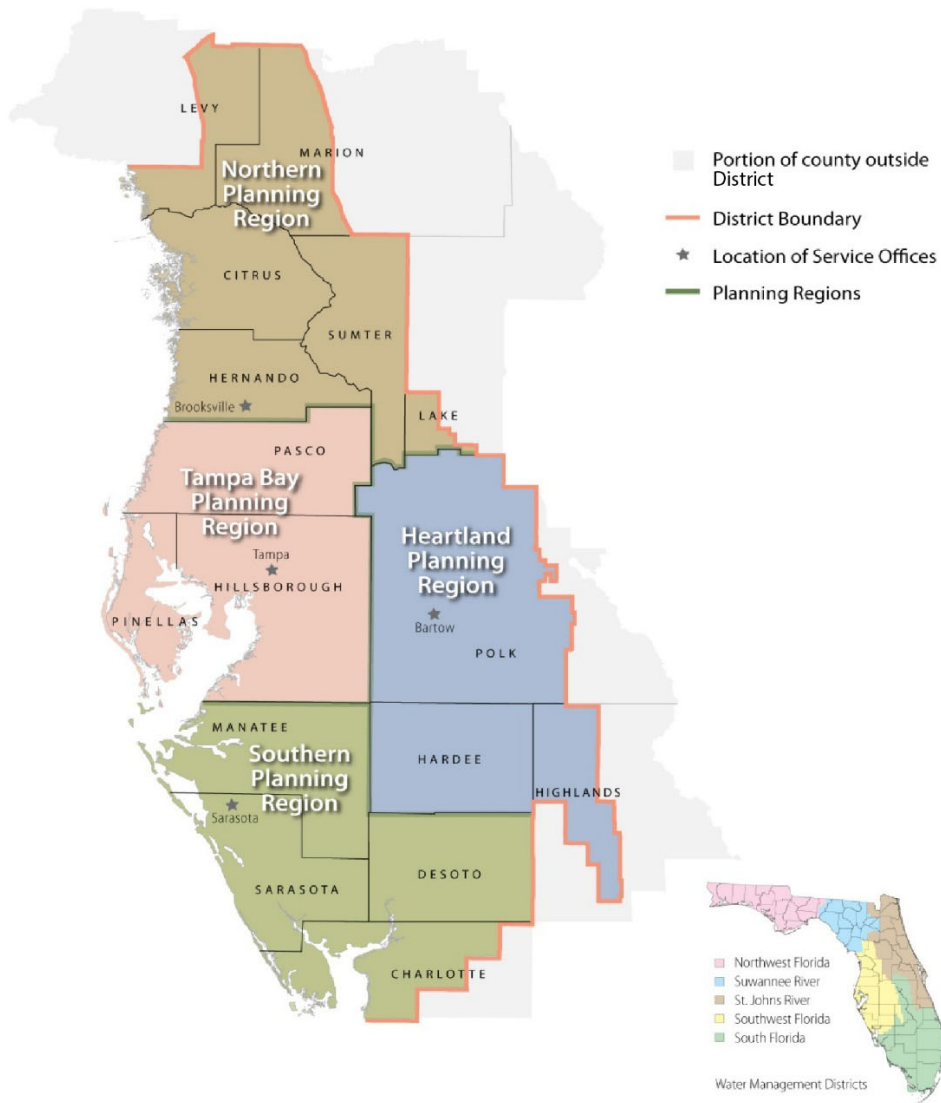 LEVY
MARION
Northern
Planning
Region
CITRUS
SUMTER
HERNANDO
Brooksville
LAKE
PASCO
Tampa Bay
Planning
Region
Tampa
HILLSBOROUGH
PINELLAS
Heartland
Planning
Region
Bartow
POLK
MANATEE
Southern
Planning
Region
HARDEE
HIGHLANDS
Sarasota
SARASOTA
DESOTO
CHARLOTTE
Portion of county outside
District
District Boundary
Location of Service Offices
Planning Regions
Northwest Florida
Suwannee River
St. Johns River
Southwest Florida
South Florida
Water Management Districts